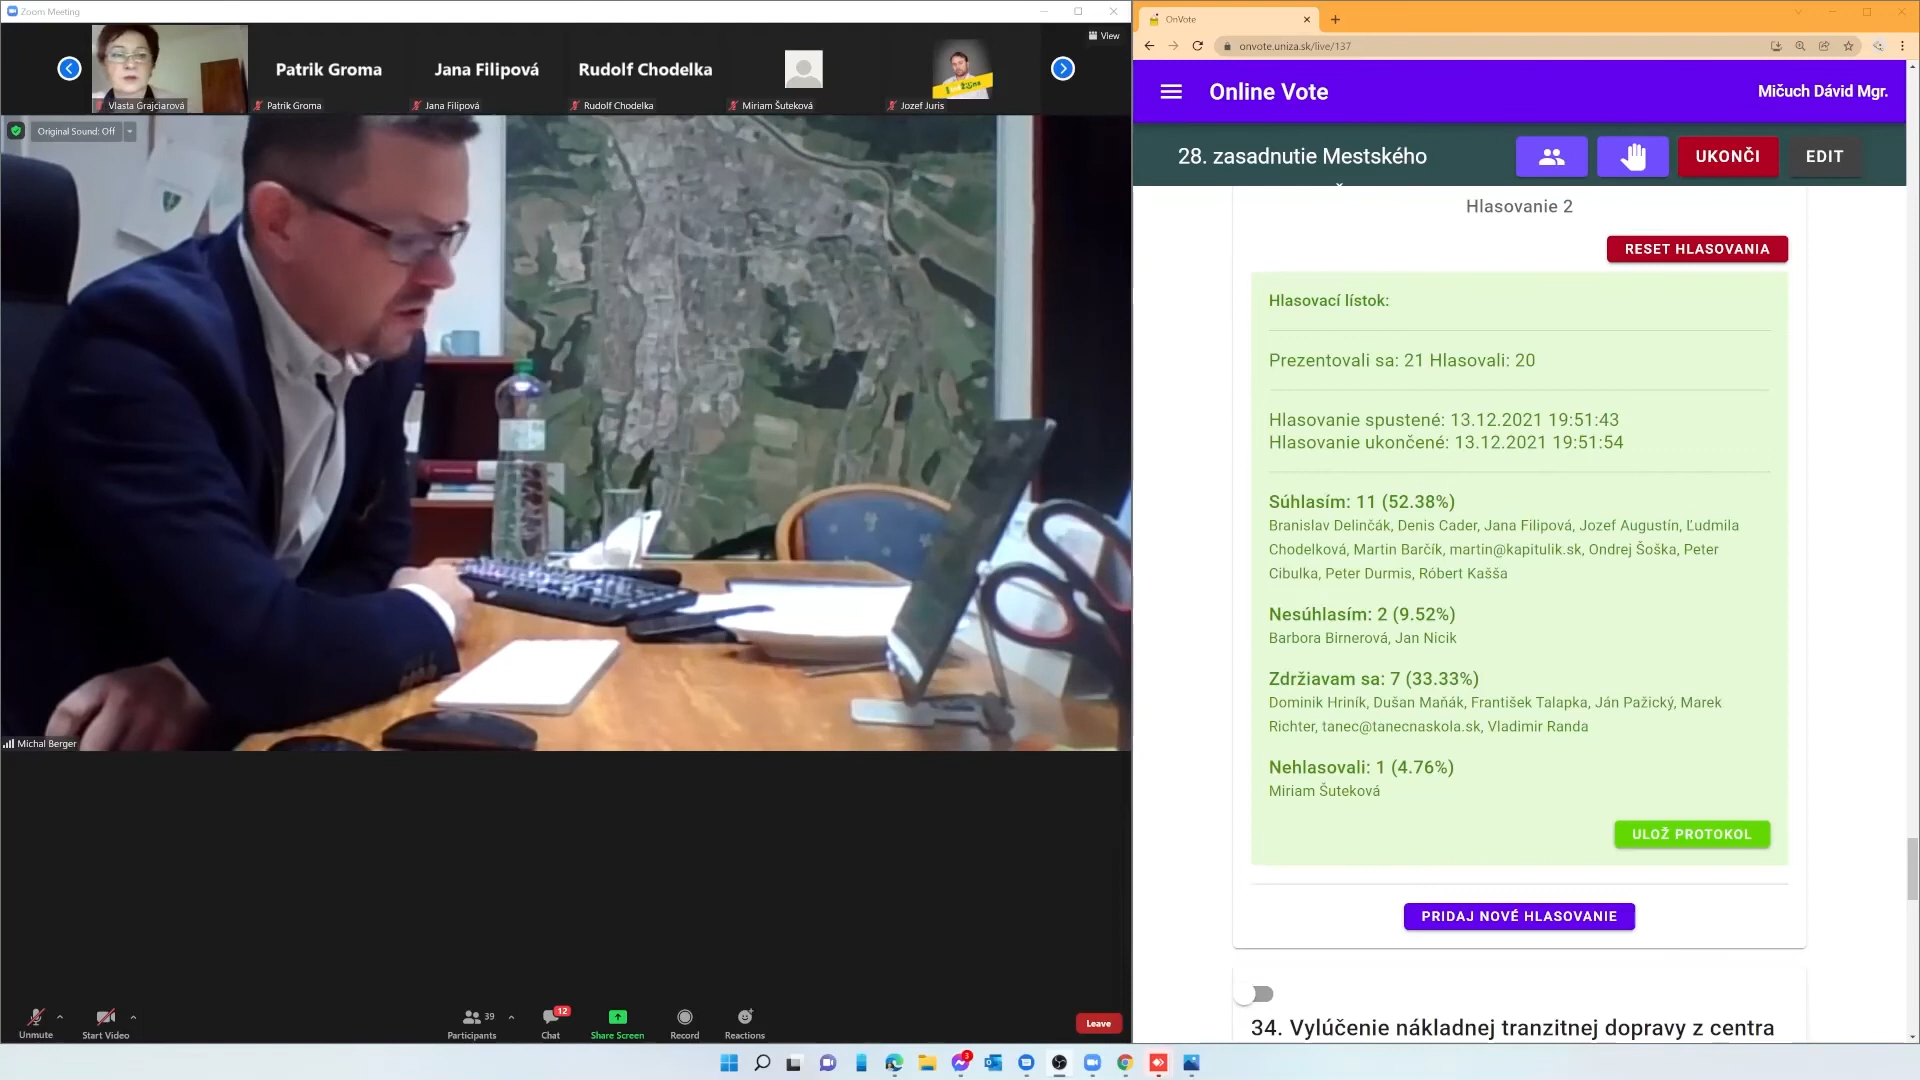 Zoom Meeting
View
Patrik Groma
Jana Filipová
Rudolf Chodelka
Vlasta Grajciarová
Patrik Groma
Jana Filipová
Rudolf Chodelka
Miriam Šuteková
Jozef Juris
Original Sound: Off
Michal Berger
Unmute
Start Video
39
Participants
12
Chat
Share Screen
Record
Reactions
Leave
OnVote
onvote.uniza.sk/live/137
Online Vote
Mičuch Dávid Mgr.
28. zasadnutie Mestského
UKONČI
EDIT
Hlasovanie 2
RESET HLASOVANIA
Hlasovací lístok:
Prezentovali sa: 21 Hlasovali: 20
Hlasovanie spustené: 13.12.2021 19:51:43
Hlasovanie ukončené: 13.12.2021 19:51:54
Súhlasím: 11 (52.38%)
Branislav Delinčák, Denis Cader, Jana Filipová, Jozef Augustín, Ľudmila
Chodelková, Martin Barčík, martin@kapitulik.sk, Ondrej Šoška, Peter
Cibulka, Peter Durmis, Róbert Kašša
Nesúhlasím: 2 (9.52%)
Barbora Birnerová, Jan Nicik
Zdržiavam sa: 7 (33.33%)
Dominik Hriník, Dušan Maňák, František Talapka, Ján Pažický, Marek
Richter, tanec@tanecnaskola.sk, Vladimir Randa
Nehlasovali: 1 (4.76%)
Miriam Šuteková
ULOŽ PROTOKOL
PRIDAJ NOVÉ HLASOVANIE
34. Vylúčenie nákladnej tranzitnej dopravy z centra
3